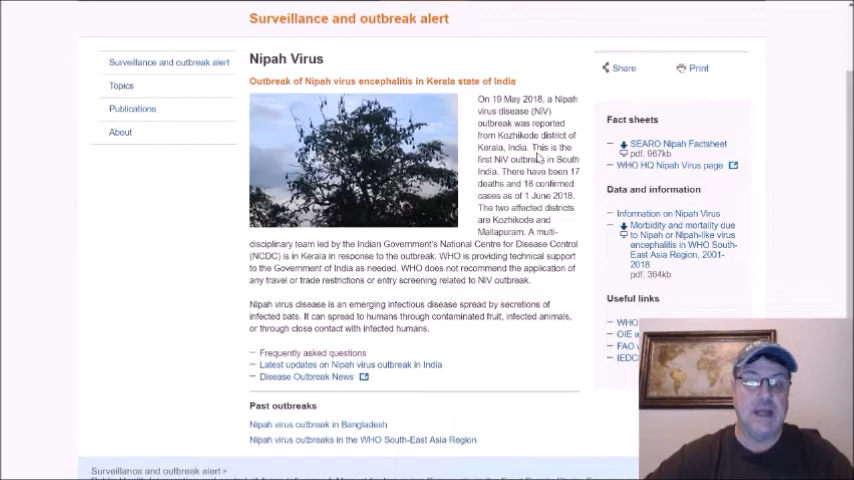 Surveillance and outbreak alert
Surveillance and outbreak alert
Topics
Publications
About
Nipah Virus
Outbreak of Nipah virus encephalitis in Kerala state of India
On 19 May 2018, a Nipah
virus disease (NiV)
outbreak was reported
from Kozhikode district of
Kerala, India. This is the
first NiV outbreak in South
India. There have been 17
deaths and 18 confirmed
cases as of 1 June 2018.
The two affected districts
are Kozhikode and
Mallapuram. A multi-
disciplinary team led by the Indian Government's National Centre for Disease Control
(NCDC) is in Kerala in response to the outbreak. WHO is providing technical support
to the Government of India as needed. WHO does not recommend the application of
any travel or trade restrictions or entry screening related to NiV outbreak.
Nipah virus disease is an emerging infectious disease spread by secretions of
infected bats. It can spread to humans through contaminated fruit, infected animals,
or through close contact with infected humans.
Frequently asked questions
Latest updates on Nipah virus outbreak in India
Disease Outbreak News
Past outbreaks
Nipah virus outbreak in Bangladesh
Nipah virus outbreaks in the WHO South-East Asia Region
Share
Print
Fact sheets
SEARO Nipah Factsheet
pdf, 967kb
WHO HQ Nipah Virus page
Data and information
Information on Nipah Virus
Morbidity and mortality due
to Nipah or Nipah-like virus
encephalitis in WHO South-
East Asia Region, 2001-
2018
pdf, 364kb
Useful links
WHO
OIE
FAO
IEDC
Surveillance and outbreak alert >